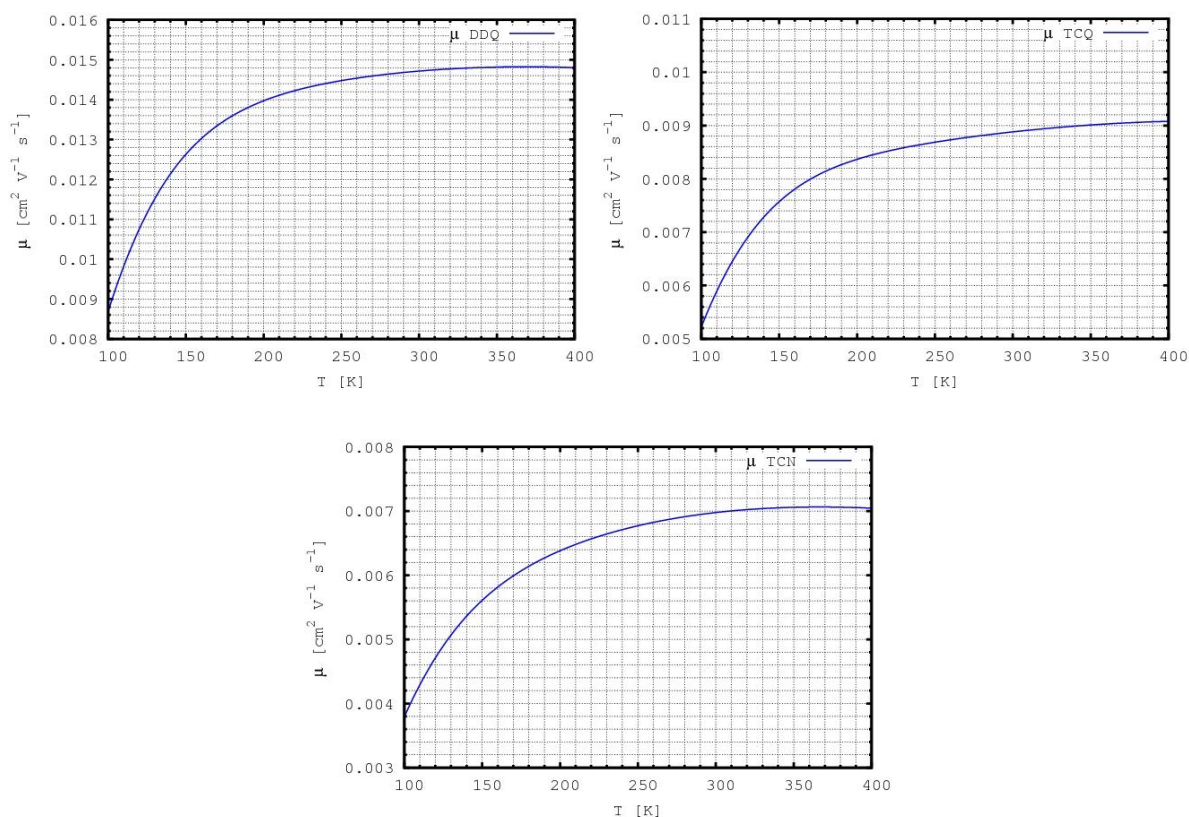 μ DDQ
0.016
0.015
0.014
0.013
0.012
0.011
0.01
0.009
0.008
μ [cm² V⁻¹ s⁻¹]
100 150 200 250 300 350 400
T [K]
μ TCQ
0.011
0.01
0.009
0.008
0.007
0.006
0.005
μ [cm² V⁻¹ s⁻¹]
100 150 200 250 300 350 400
T [K]
μ TCN
0.008
0.007
0.006
0.005
0.004
0.003
μ [cm² V⁻¹ s⁻¹]
100 150 200 250 300 350 400
T [K]